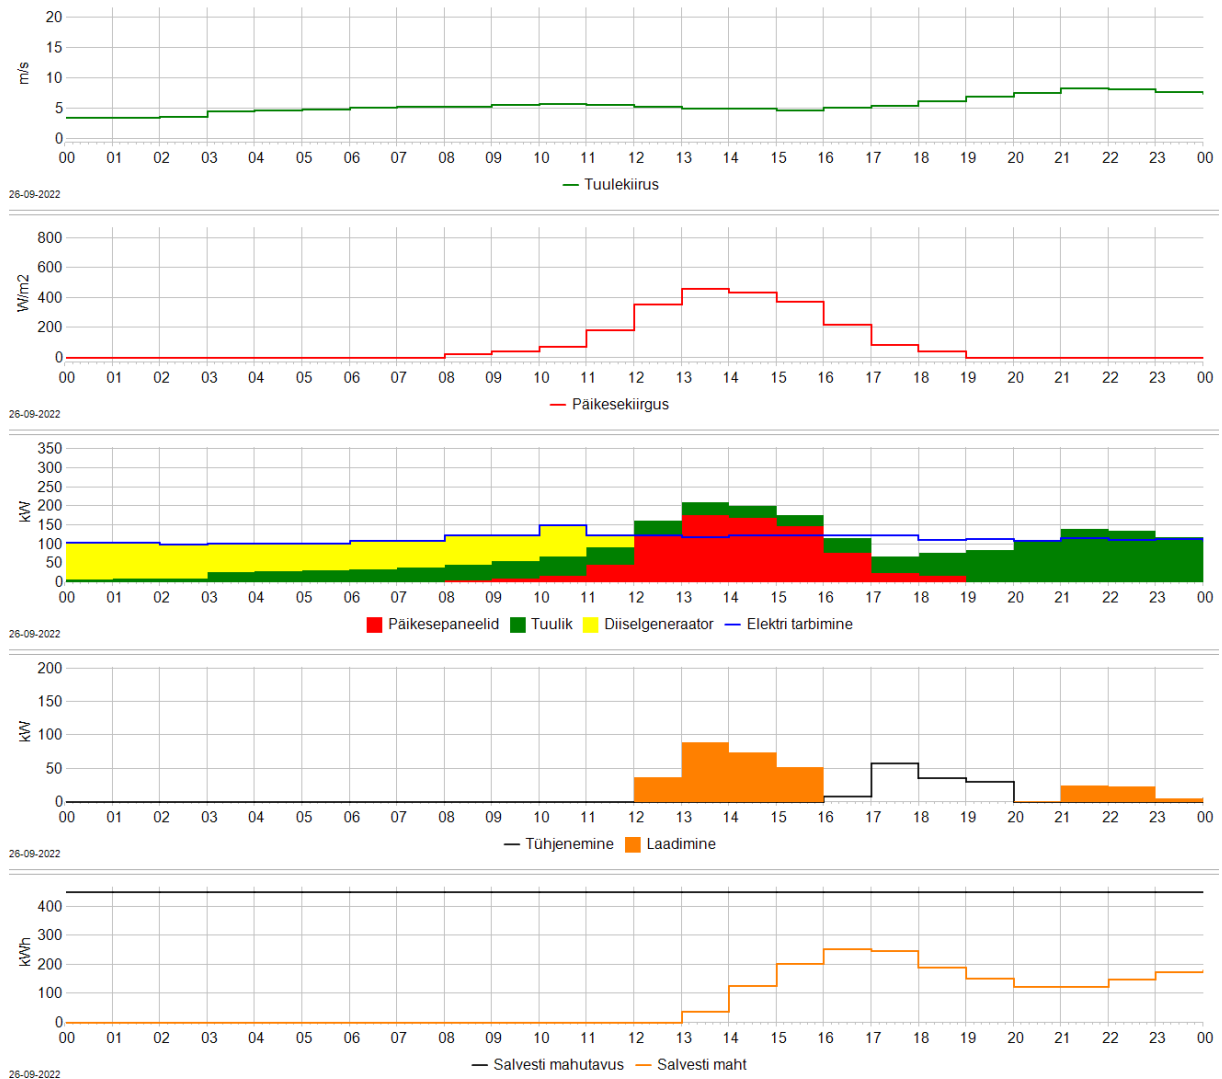 20
15
10
5
0
m/s
00 01 02 03 04 05 06 07 08 09 10 11 12 13 14 15 16 17 18 19 20 21 22 23 00
Tuulekiirus
26-09-2022
800
600
400
200
0
W/m2
00 01 02 03 04 05 06 07 08 09 10 11 12 13 14 15 16 17 18 19 20 21 22 23 00
Päikesekiirgus
26-09-2022
350
300
250
200
150
100
50
0
kW
00 01 02 03 04 05 06 07 08 09 10 11 12 13 14 15 16 17 18 19 20 21 22 23 00
Päikesepaneelid Tuulik Diiselgeneraator Elektri tarbimine
26-09-2022
200
150
100
50
0
kW
00 01 02 03 04 05 06 07 08 09 10 11 12 13 14 15 16 17 18 19 20 21 22 23 00
Tühjenemine Laadimine
26-09-2022
400
300
200
100
0
kWh
00 01 02 03 04 05 06 07 08 09 10 11 12 13 14 15 16 17 18 19 20 21 22 23 00
Salvesti mahutavus Salvesti maht
26-09-2022